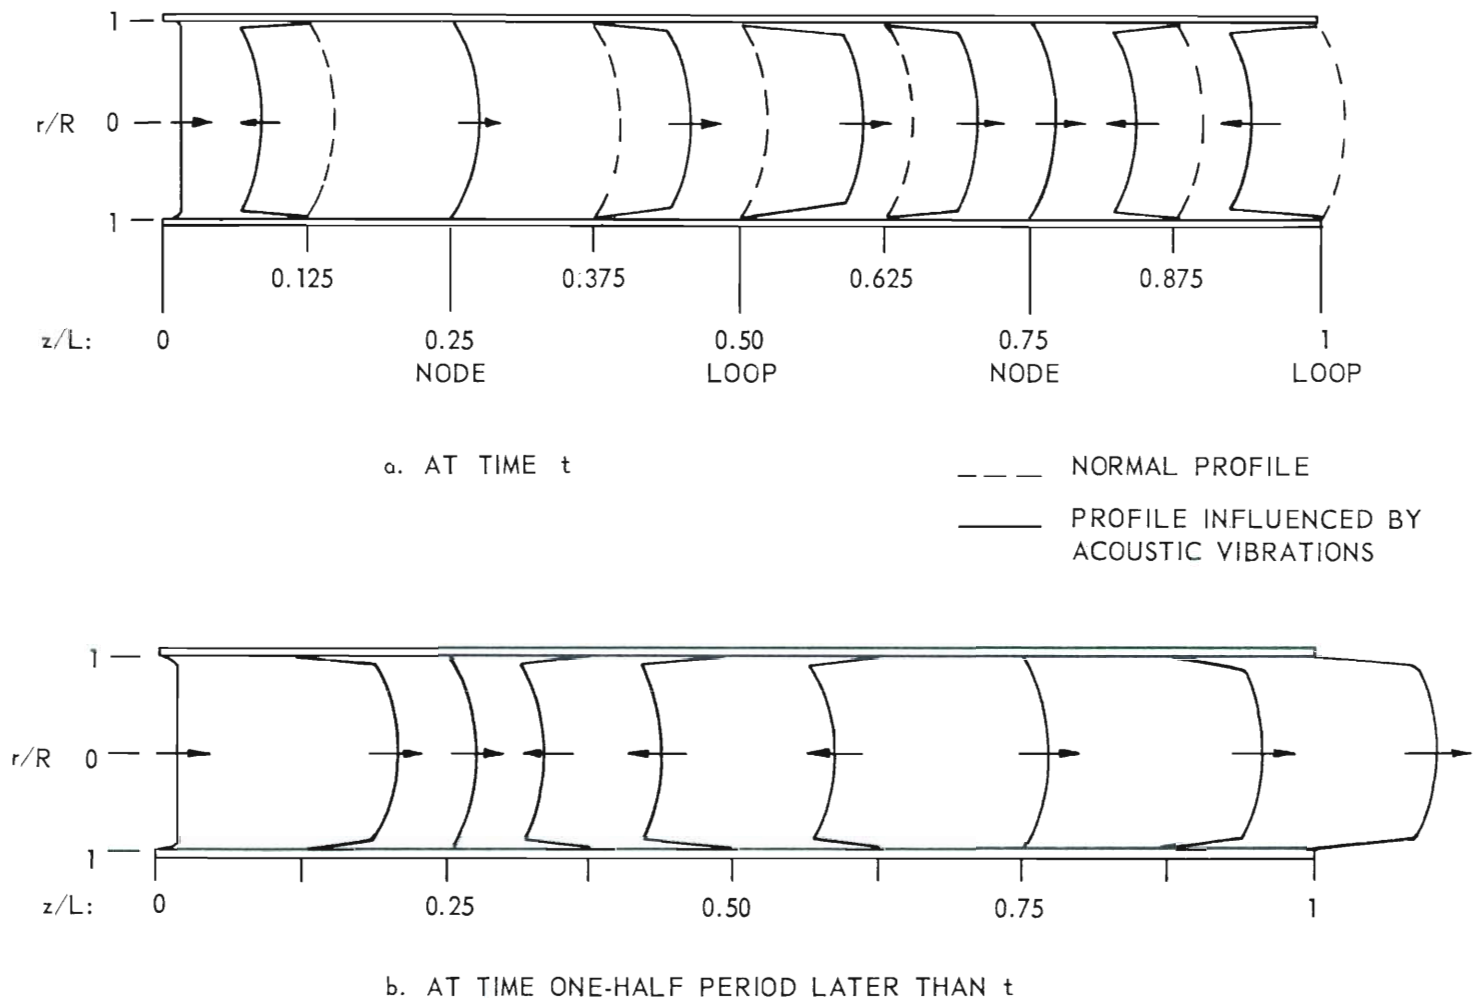 1
r/R 0
1
0.125 0.375 0.625 0.875
z/L: 0 0.25 0.50 0.75 1
NODE LOOP NODE LOOP
a. AT TIME t
NORMAL PROFILE
PROFILE INFLUENCED BY
ACOUSTIC VIBRATIONS
1
r/R 0
1
z/L: 0 0.25 0.50 0.75 1
b. AT TIME ONE-HALF PERIOD LATER THAN t